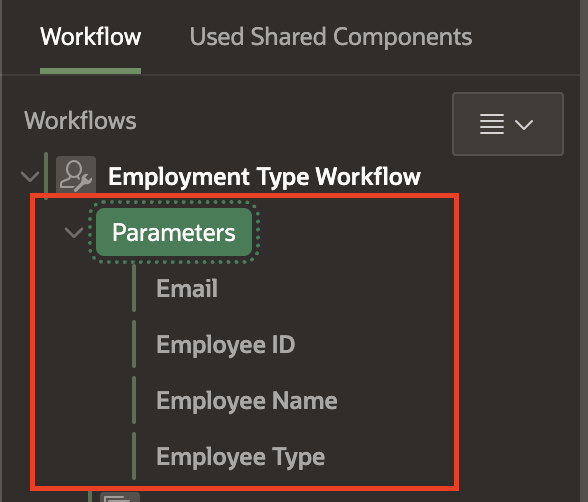 Workflow Used Shared Components
Workflows
Employment Type Workflow
Parameters
Email
Employee ID
Employee Name
Employee Type